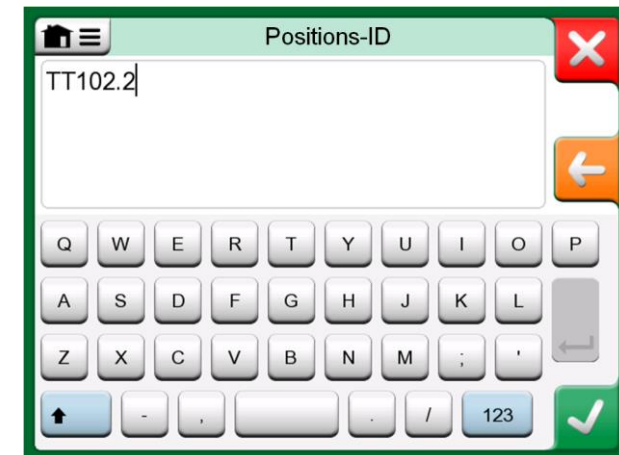 Positions-ID
TT102.2
Q W E R T Y U I O P
A S D F G H J K L
Z X C V B N M ; '
- , . / 123